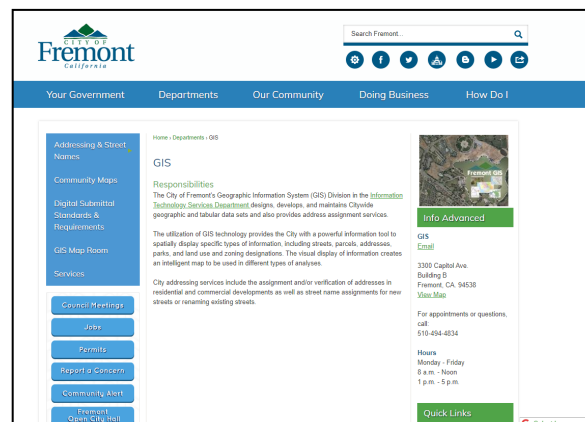 CITY OF
Fremont
California
Search Fremont...
Your Government Departments Our Community Doing Business How Do I
Addressing & Street
Names
Community Maps
Digital Submittal
Standards &
Requirements
GIS Map Room
Services
Council Meetings
Jobs
Permits
Report a Concern
Community Alert
Fremont
Open City Hall
Home › Departments › GIS
GIS
Responsibilities
The City of Fremont's Geographic Information System (GIS) Division in the Information
Technology Services Department designs, develops, and maintains Citywide
geographic and tabular data sets and also provides address assignment services.
The utilization of GIS technology provides the City with a powerful information tool to
spatially display specific types of information, including streets, parcels, addresses,
parks, and land use and zoning designations. The visual display of information creates
an intelligent map to be used in different types of analyses.
City addressing services include the assignment and/or verification of addresses in
residential and commercial developments as well as street name assignments for new
streets or renaming existing streets.
Fremont GIS
Info Advanced
GIS
Email
3300 Capitol Ave.
Building B
Fremont, CA. 94538
View Map
For appointments or questions,
call:
510-494-4834
Hours
Monday - Friday
8 a.m. - Noon
1 p.m. - 5 p.m.
Quick Links